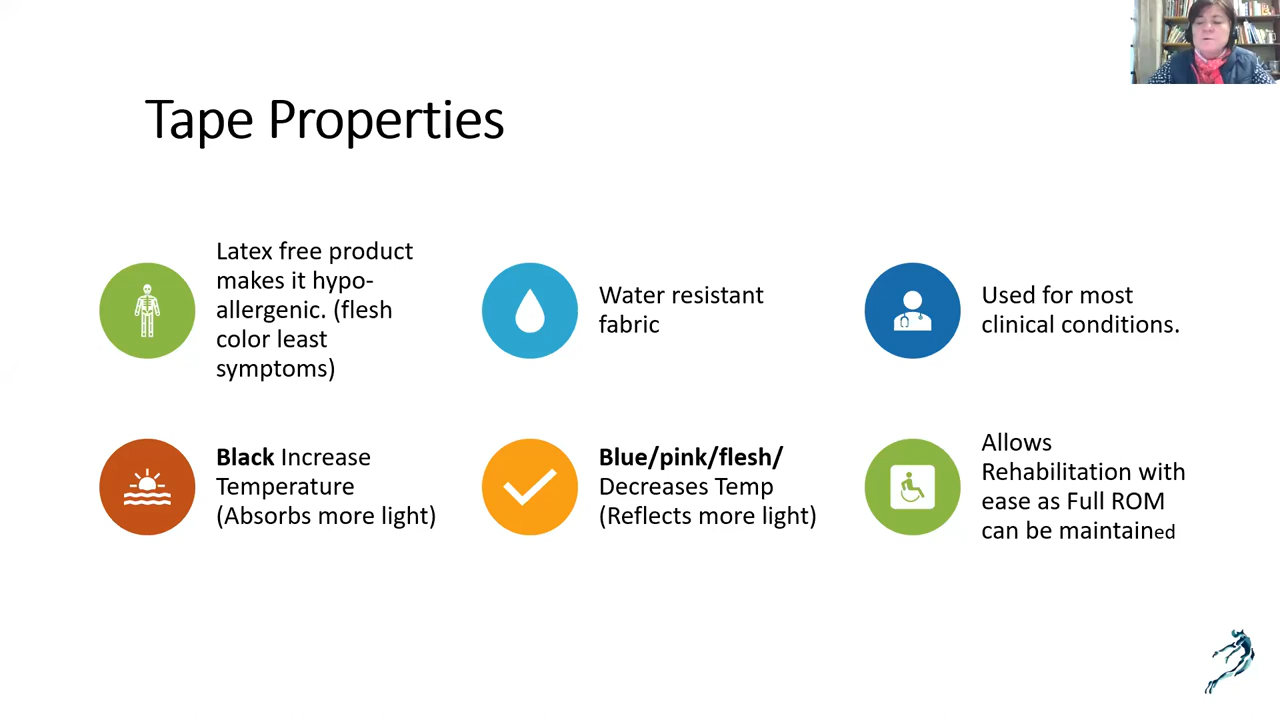 Tape Properties
Latex free product
makes it hypo-
allergenic. (flesh
color least
symptoms)
Water resistant
fabric
Used for most
clinical conditions.
Black Increase
Temperature
(Absorbs more light)
Blue/pink/flesh/
Decreases Temp
(Reflects more light)
Allows
Rehabilitation with
ease as Full ROM
can be maintained